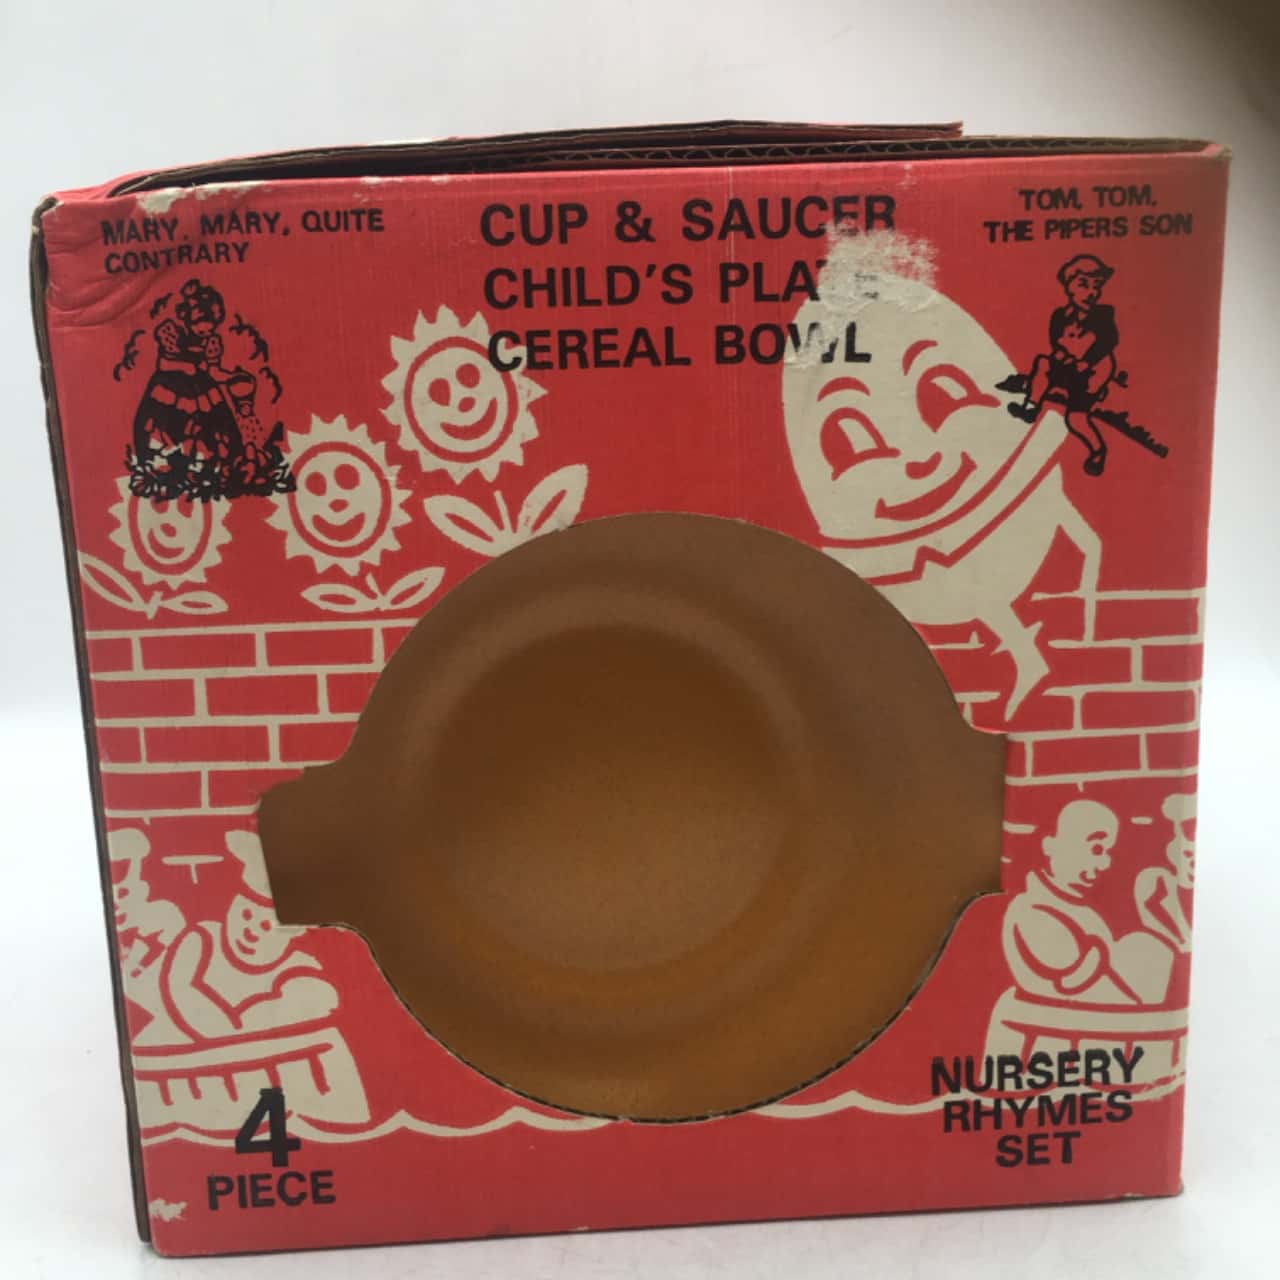 MARY, MARY, QUITE
CONTRARY
CUP & SAUCER
CHILD'S PLATE
CEREAL BOWL
TOM, TOM,
THE PIPERS SON
4
PIECE
NURSERY
RHYMES
SET